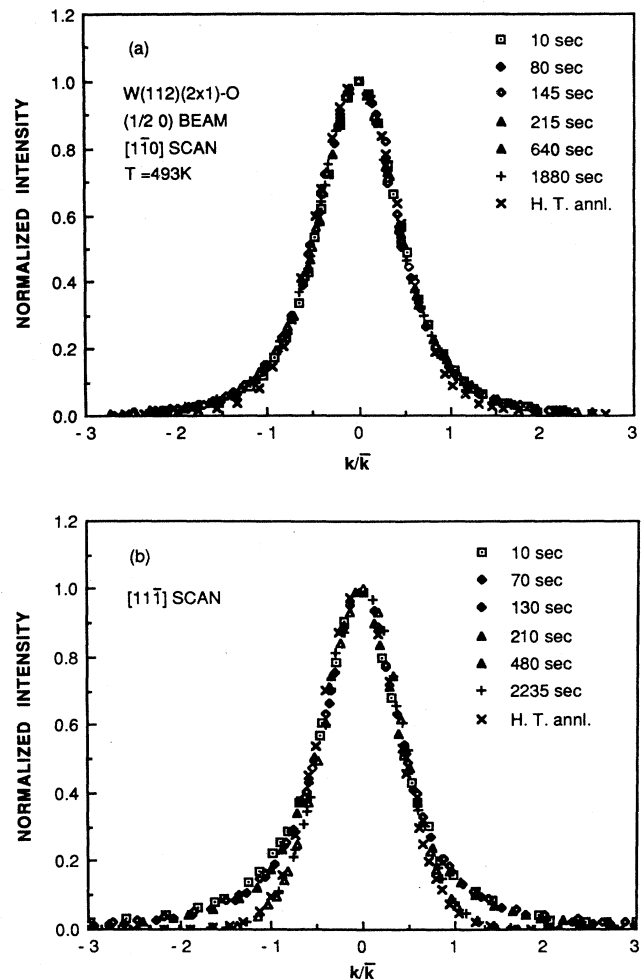 1.2
1.0
0.8
0.6
0.4
0.2
0.0
NORMALIZED INTENSITY
(a)
W(112)(2x1)-O
(1/2 0) BEAM
[11̅0] SCAN
T =493K
10 sec
80 sec
145 sec
215 sec
640 sec
1880 sec
H. T. annl.
-3 -2 -1 0 1 2 3
k/k̅
1.2
1.0
0.8
0.6
0.4
0.2
0.0
NORMALIZED INTENSITY
(b)
[111̅] SCAN
10 sec
70 sec
130 sec
210 sec
480 sec
2235 sec
H. T. annl.
-3 -2 -1 0 1 2 3
k/k̅